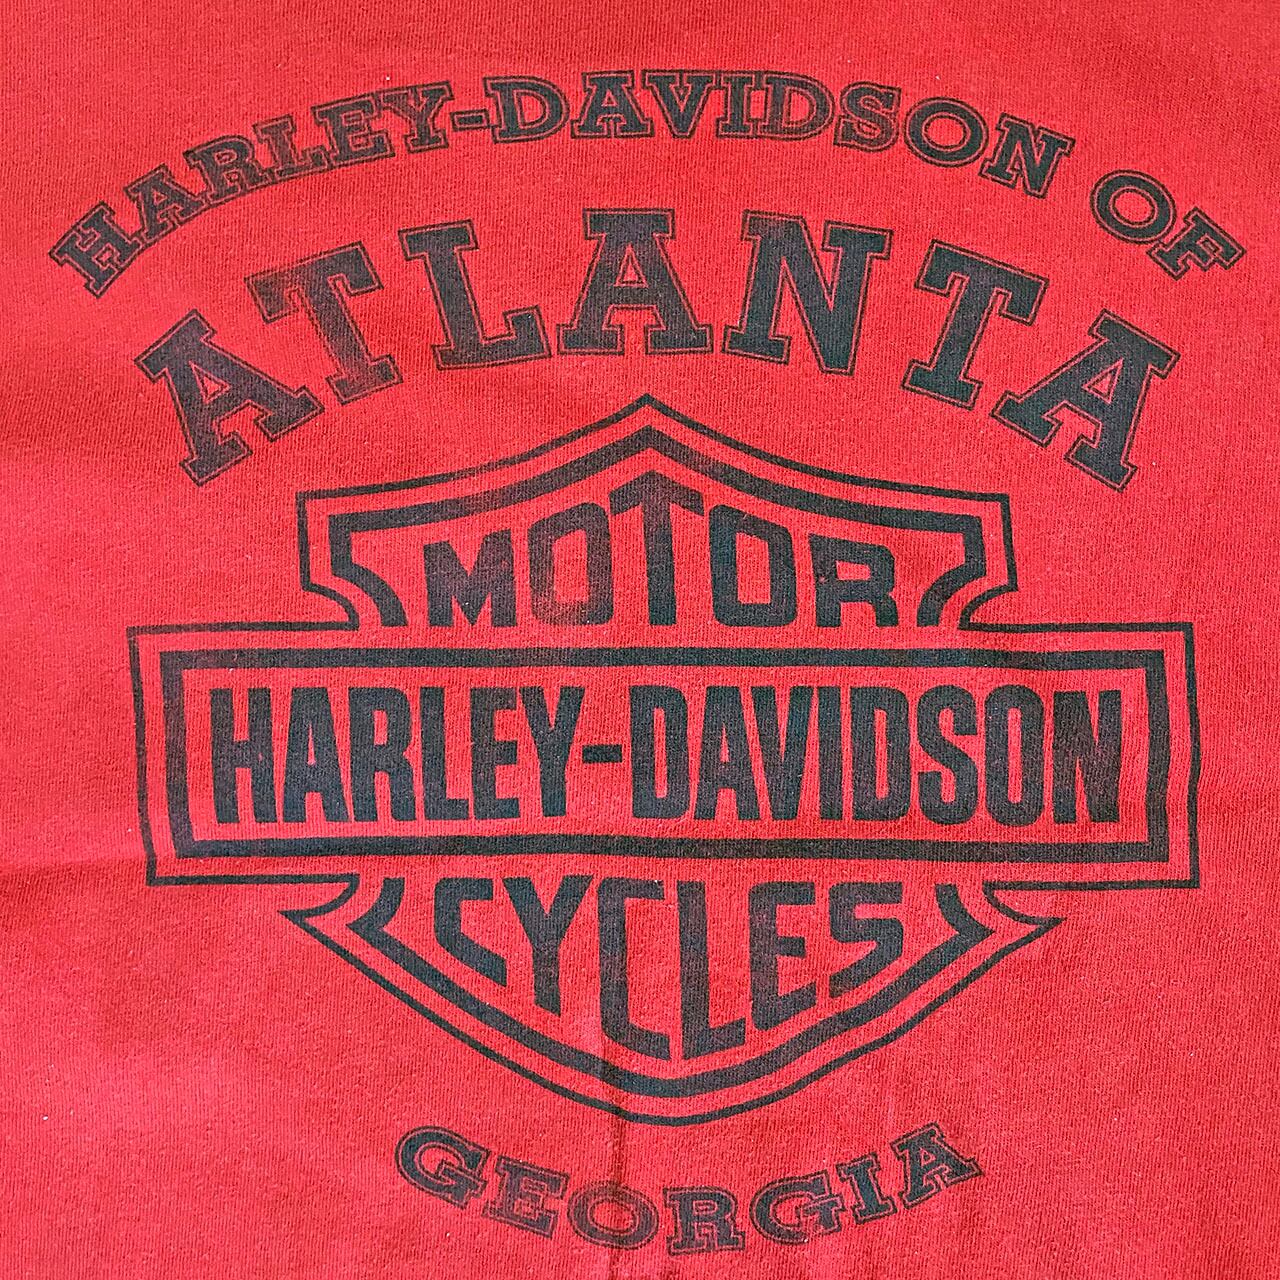 HARLEY-DAVIDSON OF
ATLANTA
MOTOR
HARLEY-DAVIDSON
CYCLES
GEORGIA